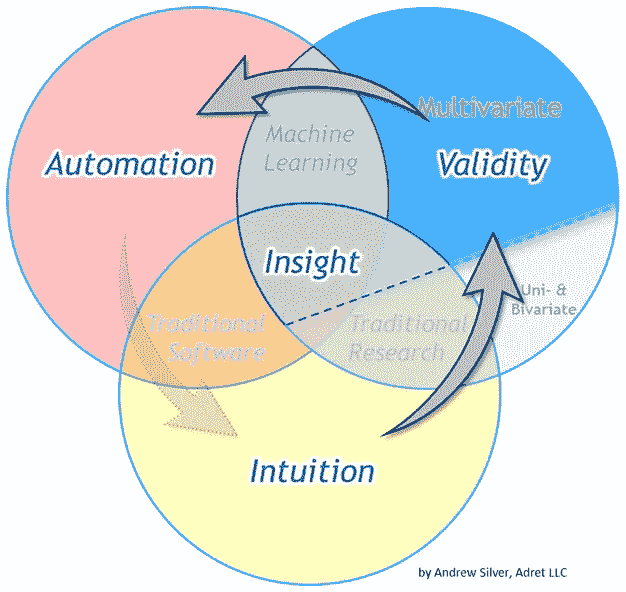 Multivariate
Machine
Learning
Automation
Validity
Insight
Uni- &
Bivariate
Traditional
Software
Traditional
Research
Intuition
by Andrew Silver, Adret LLC